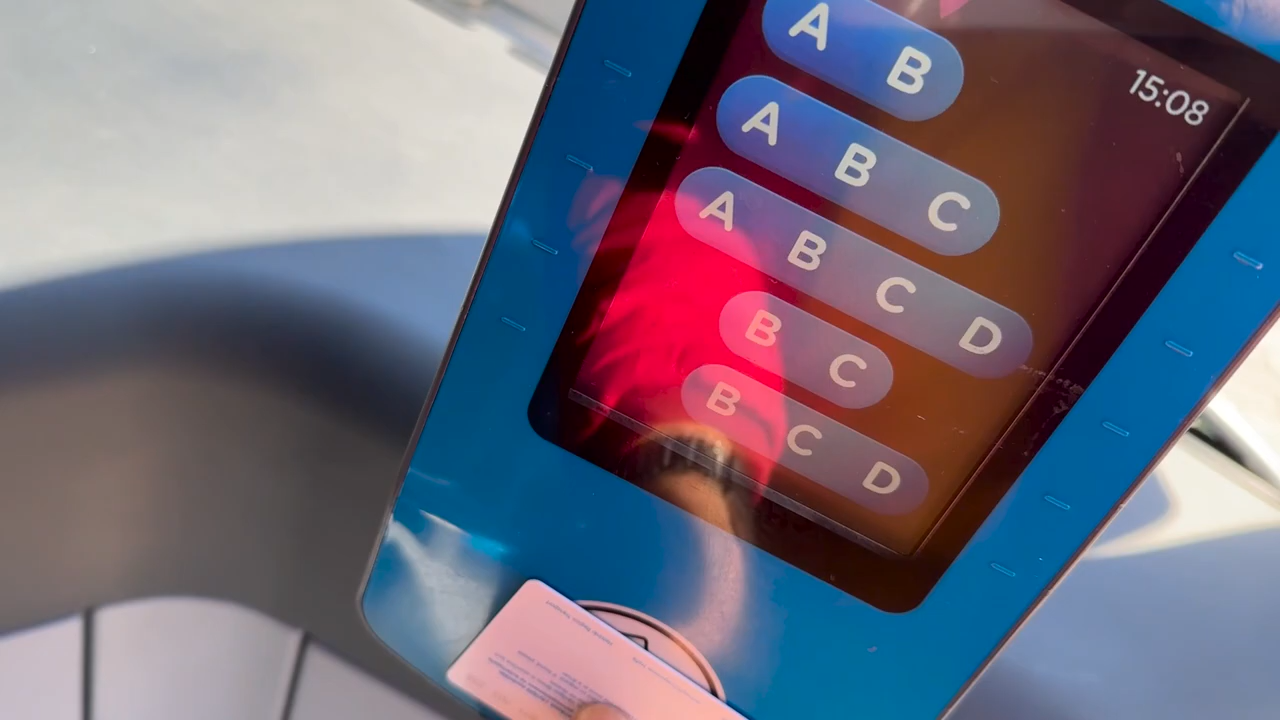 A B
15:08
A B C
A B C D
B C
B C D